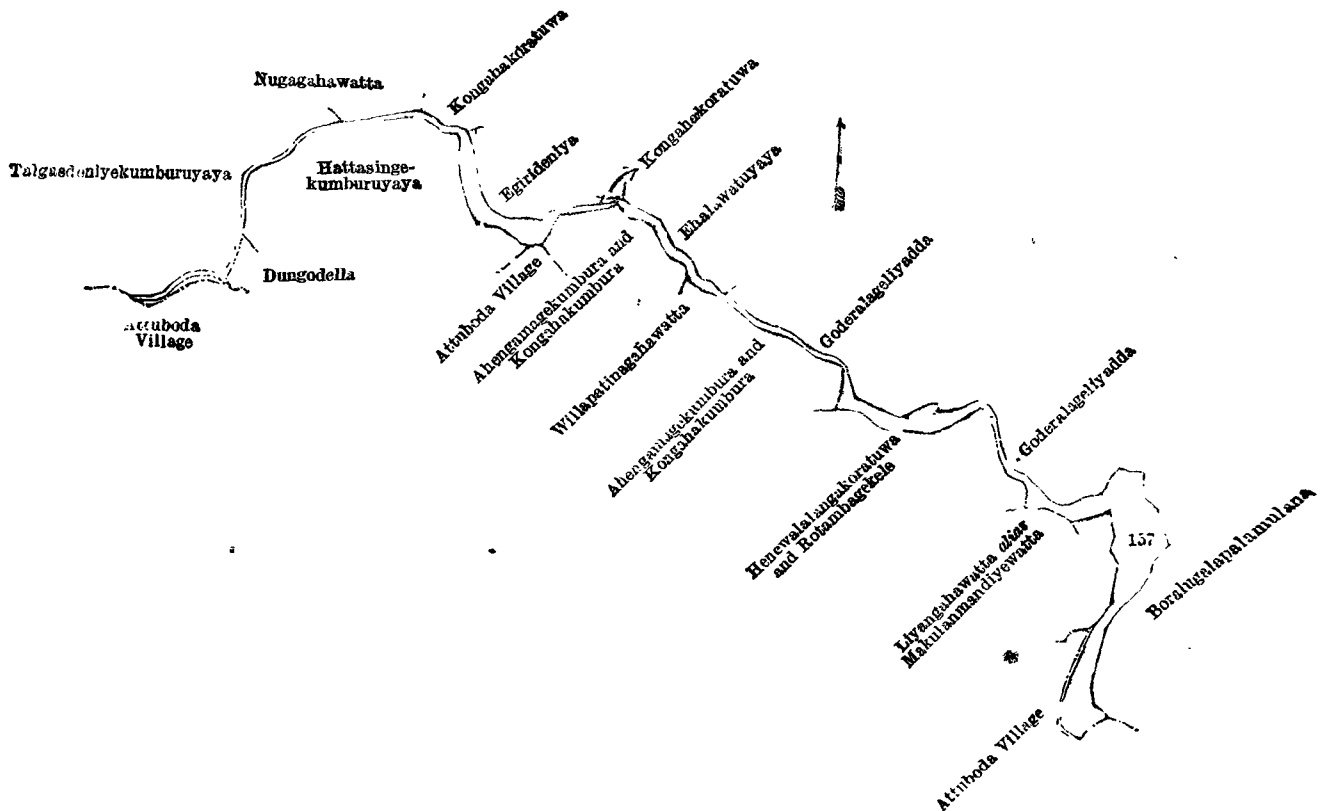 Kongahakoratuwa
Nugagahawatta
Kongahakoratuwa
Talgasdeniyekumburuyaya
Hattasinge-
kumburuyaya
Egirideniya
Ehalawatuyaya
Dungodella
Attuboda
Village
Attuboda Village
Ahengamagekumbura and
Kongahakumbura
Willapatinagahawatta
Goderalageliyadda
Ahengamagekumbura and
Kongahakumbura
Goderalageliyadda
Henewalalangakoratuwa
and Rotambagekele
Liyangahawatta alias
Makulanmandiyewatta
157
Boralugalapalamulana
Attuboda Village